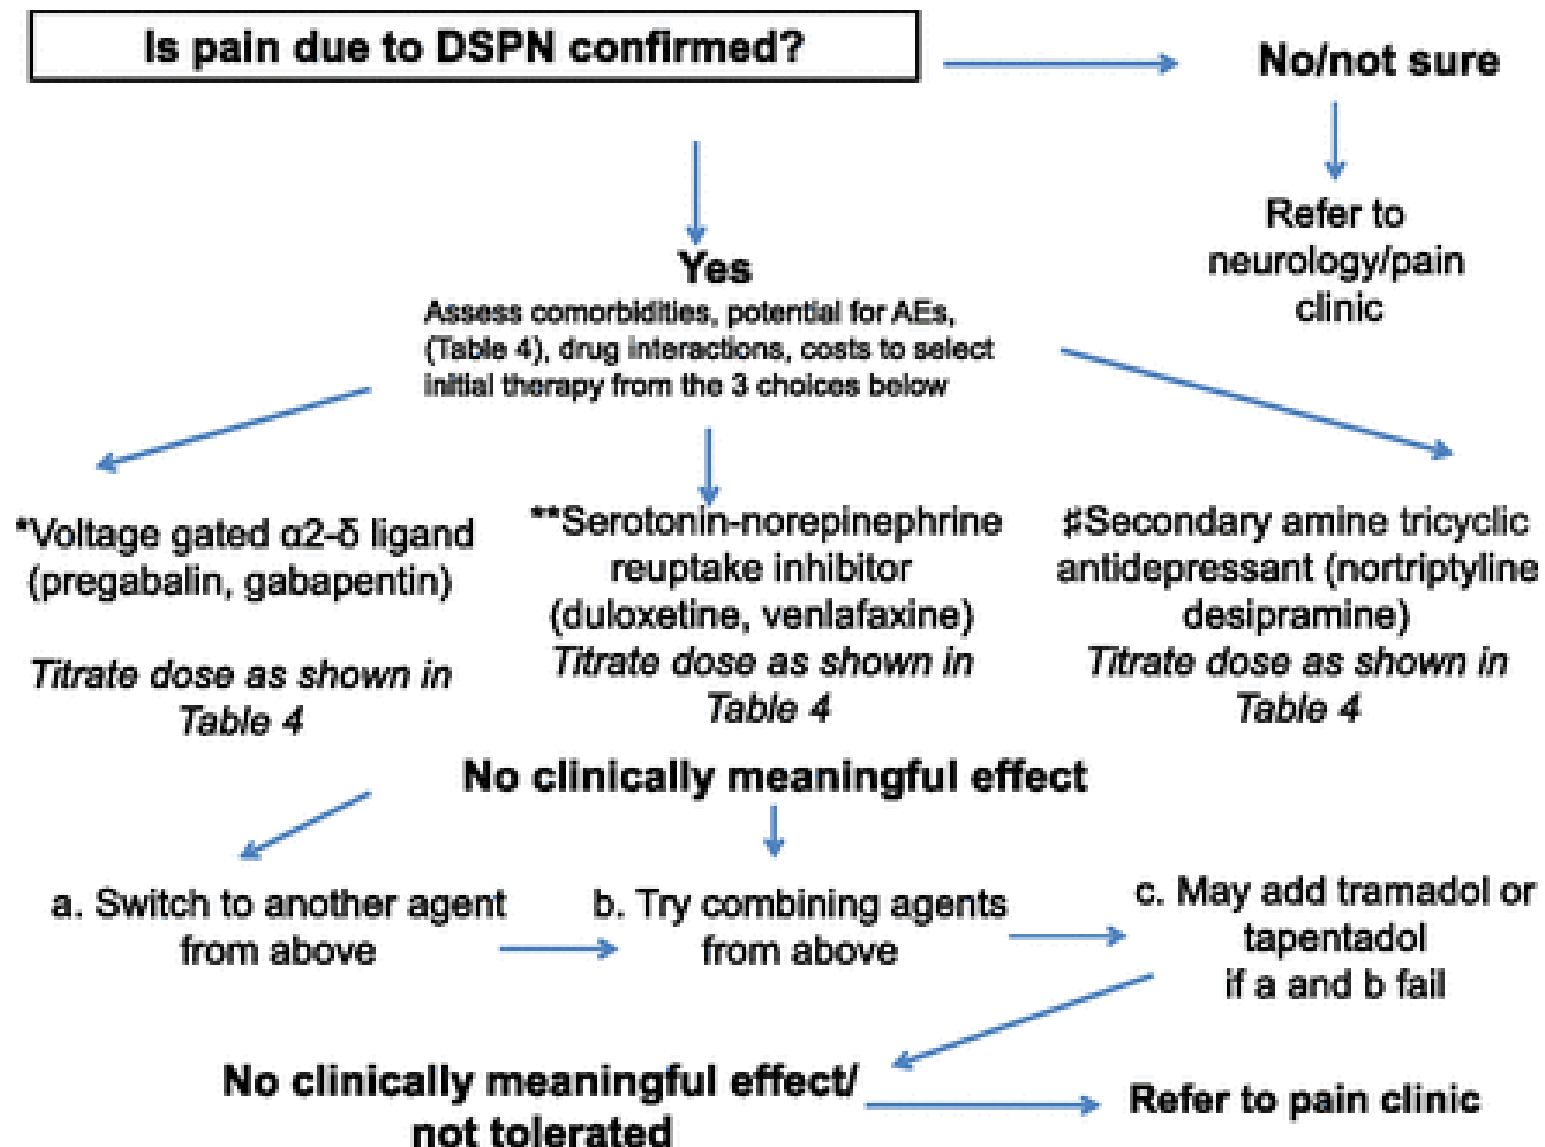 Is pain due to DSPN confirmed?
No/not sure
Refer to
neurology/pain
clinic
Yes
Assess comorbidities, potential for AEs,
(Table 4), drug interactions, costs to select
initial therapy from the 3 choices below
*Voltage gated α2-δ ligand
(pregabalin, gabapentin)
Titrate dose as shown in
Table 4
**Serotonin-norepinephrine
reuptake inhibitor
(duloxetine, venlafaxine)
Titrate dose as shown in
Table 4
♯Secondary amine tricyclic
antidepressant (nortriptyline
desipramine)
Titrate dose as shown in
Table 4
No clinically meaningful effect
a. Switch to another agent
from above
b. Try combining agents
from above
c. May add tramadol or
tapentadol
if a and b fail
No clinically meaningful effect/
not tolerated
Refer to pain clinic